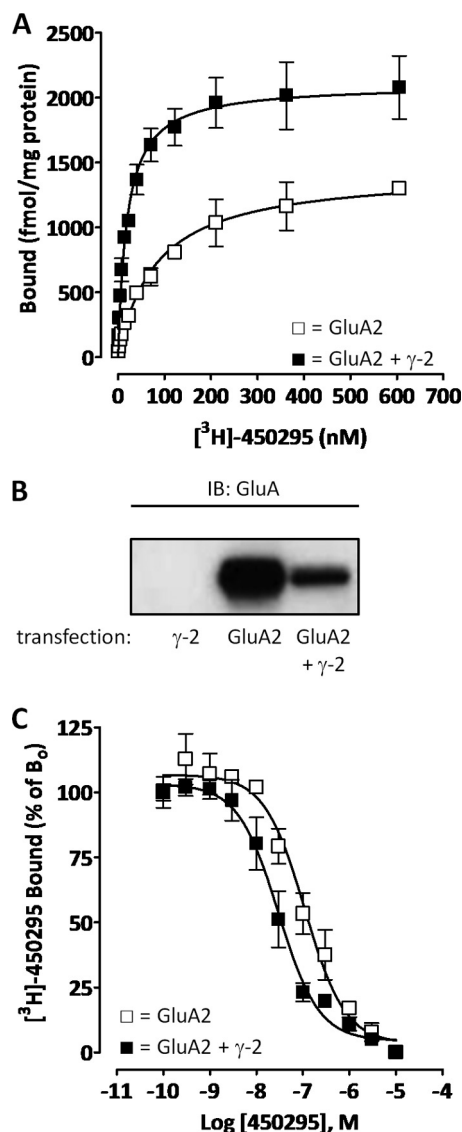 A
2500
2000
1500
1000
500
0
Bound (fmol/mg protein)
□ = GluA2
■ = GluA2 + γ-2
0 100 200 300 400 500 600 700
[³H]-450295 (nM)
B
IB: GluA
transfection: γ-2 GluA2 GluA2
+ γ-2
C
125
100
75
50
25
0
[³H]-450295 Bound (% of B₀)
□ = GluA2
■ = GluA2 + γ-2
-11 -10 -9 -8 -7 -6 -5 -4
Log [450295], M